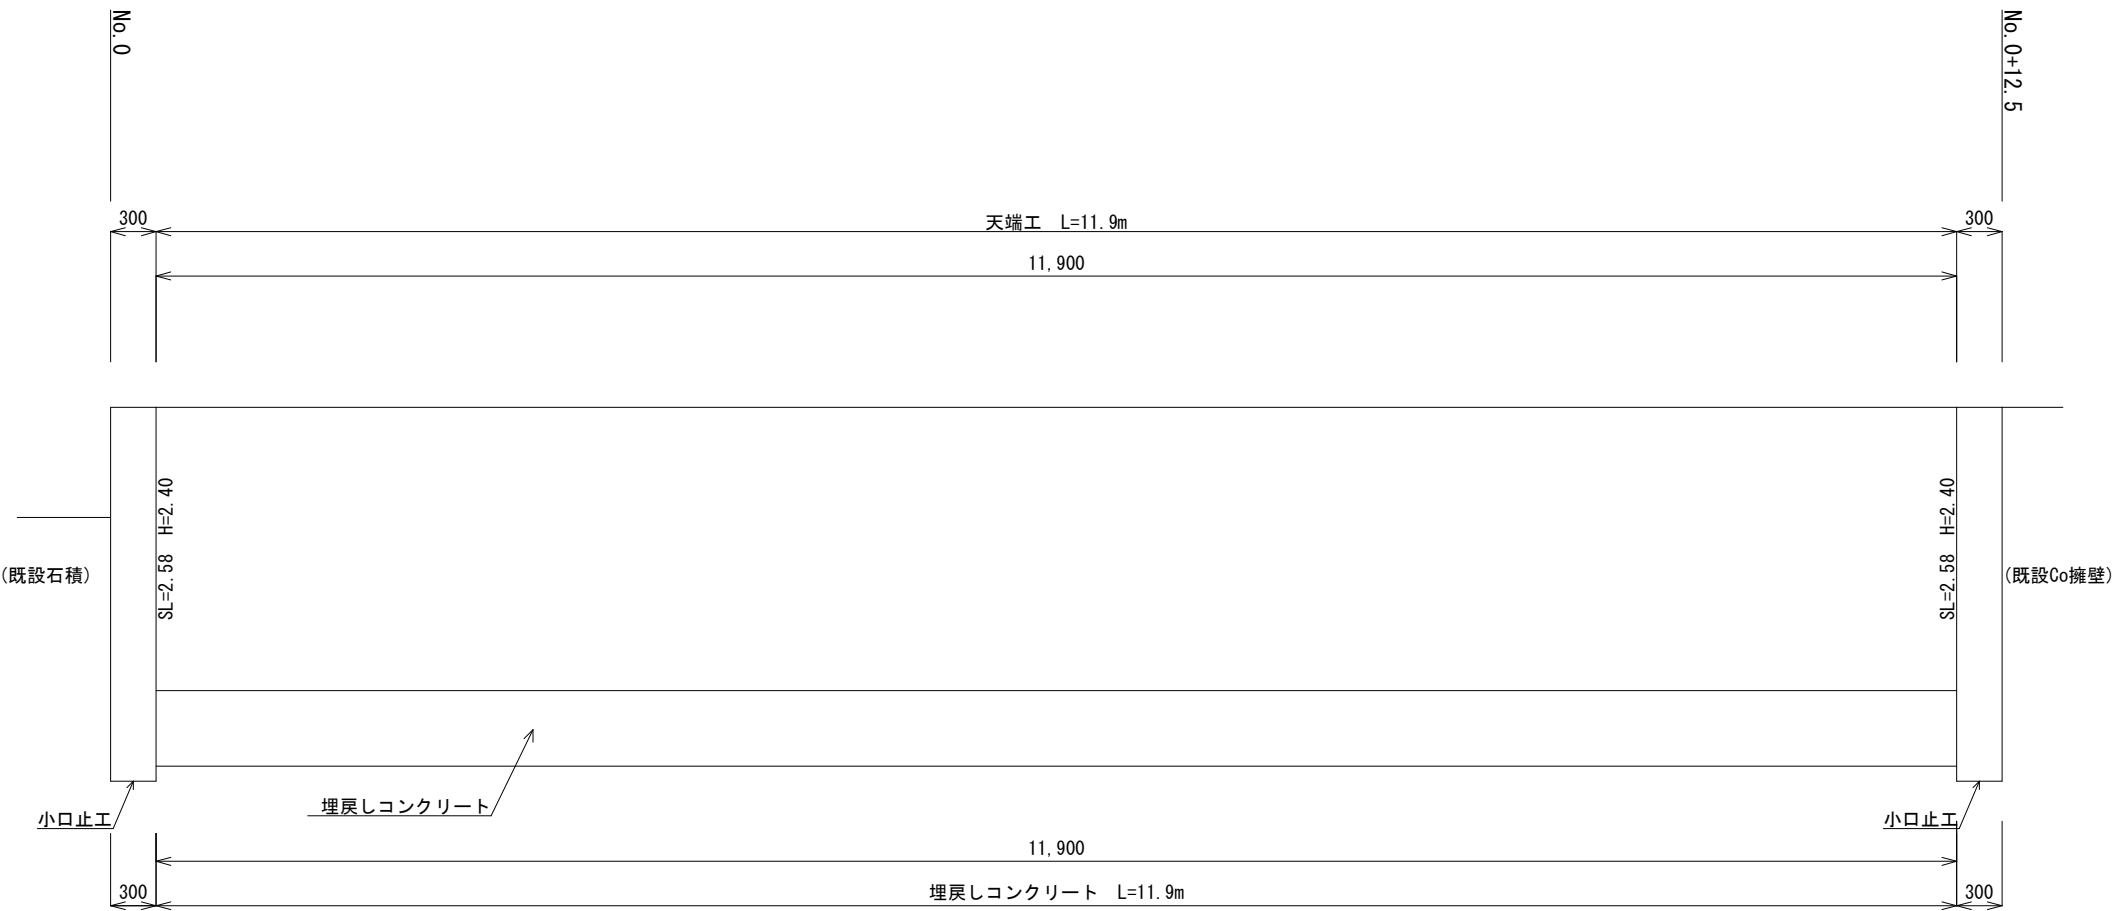 No.0
No.0+12.5
300
天端工　L=11.9m
300
11,900
SL=2.58　H=2.40
SL=2.58　H=2.40
(既設石積)
(既設Co擁壁)
埋戻しコンクリート
小口止工
小口止工
11,900
300
埋戻しコンクリート　L=11.9m
300